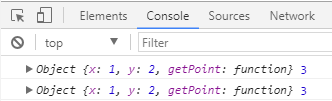 Elements Console Sources Network
top Filter
Object {x: 1, y: 2, getPoint: function} 3
Object {x: 1, y: 2, getPoint: function} 3